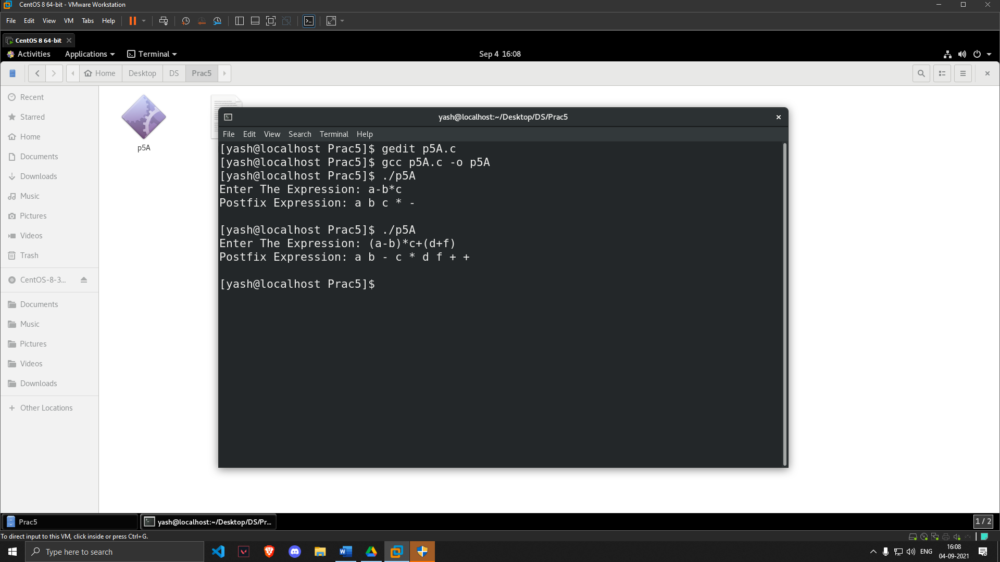 CentOS 8 64-bit - VMware Workstation
File Edit View VM Tabs Help
CentOS 8 64-bit
Activities Applications Terminal Sep 4 16:08
Home Desktop DS Prac5
Recent
Starred
Home
Documents
Downloads
Music
Pictures
Videos
Trash
CentOS-8-3...
Documents
Music
Pictures
Videos
Downloads
Other Locations
p5A
yash@localhost:~/Desktop/DS/Prac5
File Edit View Search Terminal Help
[yash@localhost Prac5]$ gedit p5A.c
[yash@localhost Prac5]$ gcc p5A.c -o p5A
[yash@localhost Prac5]$ ./p5A
Enter The Expression: a-b*c
Postfix Expression: a b c * -
[yash@localhost Prac5]$ ./p5A
Enter The Expression: (a-b)*c+(d+f)
Postfix Expression: a b - c * d f + +
[yash@localhost Prac5]$
Prac5 yash@localhost:~/Desktop/DS/Pr... 1 / 2
To direct input to this VM, click inside or press Ctrl+G.
Type here to search ENG 16:08
04-09-2021